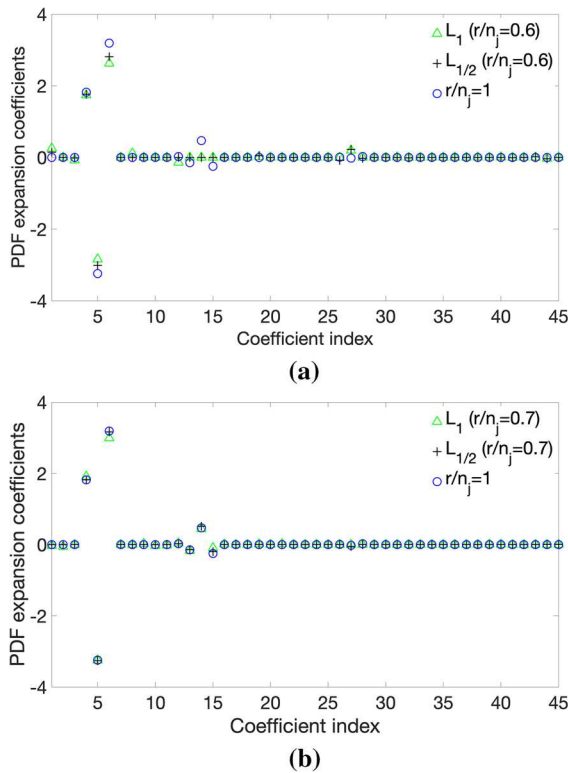 4
2
0
-2
-4
PDF expansion coefficients
L₁ (r/nⱼ=0.6)
L₁/₂ (r/nⱼ=0.6)
r/nⱼ=1
5 10 15 20 25 30 35 40 45
Coefficient index
(a)
4
2
0
-2
-4
PDF expansion coefficients
L₁ (r/nⱼ=0.7)
L₁/₂ (r/nⱼ=0.7)
r/nⱼ=1
5 10 15 20 25 30 35 40 45
Coefficient index
(b)